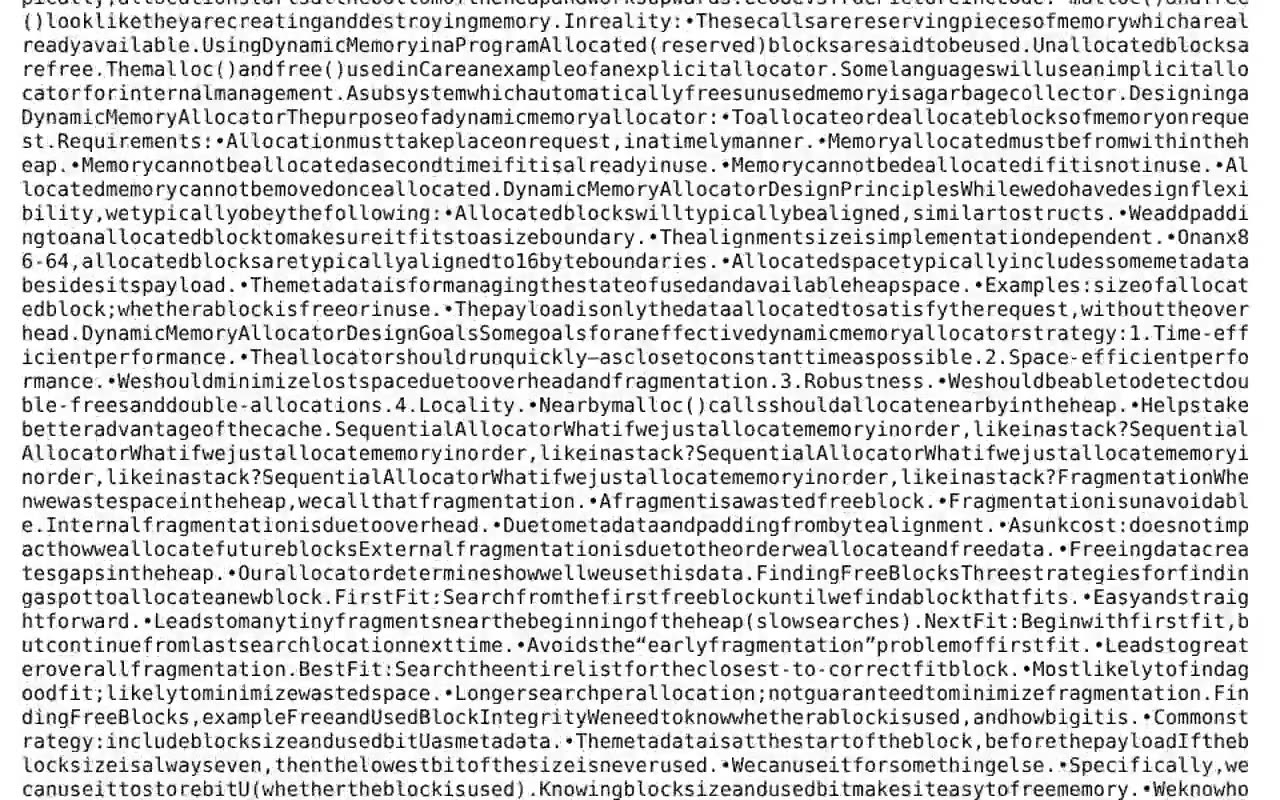 ()looliketheyarecreatinganddestroyingmemory.Inreality:•Thesecallsarereservingpiecesofmemorywhichareal
readyavailable.UsingDynamicMemoryinaProgramAllocated(reserved)blocksaresaidtobeused.Unallocatedblocksa
refree.Themalloc()andfree()usedinCareanexampleofanexplicitallocator.Somelanguageswilluseanimplicitallo
catorforinternalmanagement.Asubsystemwhichautomaticallyfreesunusedmemoryisagarbagecollector.Designinga
DynamicMemoryAllocatorThepurposeofadynamicmemoryallocator:•Toallocateordeallocateblocksofmemoryonreque
st.Requirements:•Allocationmusttakeplaceonrequest,inatimelymanner.•Memoryallocatedmustbefromwithintheh
eap.•Memorycannotbeallocatedasecondtimeifitisalreadyinuse.•Memorycannotbedeallocatedifitisnotinuse.•Al
locatedmemorycannotbemovedonceallocated.DynamicMemoryAllocatorDesignPrinciplesWhilewedohavedesignflexi
bility,wetypicallyobeythefollowing:•Allocatedblockswilltypicallybealigned,similartostructs.•Weaddpaddi
ngtoanallocatedblocktomakesureitfitstoasizeboundary.•Thealignmentsizeisimplementationdependent.•Onanx8
6-64,allocatedblocksaretypicallyalignedto16byteboundaries.•Allocatedspacetypicallyincludessomemetadata
besidesitspayload.•Themetadataisformanagingthestateofusedandavailableheapspace.•Examples:sizeofallocat
edblock;whetherablockisfreeorinuse.•Thepayloadisonlythedataallocatedtosatisfytherequest,withouttheover
head.DynamicMemoryAllocatorDesignGoalsSomegoalsforaneffectivedynamicmemoryallocatorstrategy:1.Time-eff
icientperformance.•Theallocatorshouldrunquickly–asclosetoconstanttimeaspossible.2.Space-efficientperfo
rmance.•Weshouldminimizelostspaceduetooverheadandfragmentation.3.Robustness.•Weshouldbeabletodetectdou
ble-freesanddouble-allocations.4.Locality.•Nearbymalloc()callsshouldallocatenearbyintheheap.•Helpstake
betteradvantageofthecache.SequentialAllocatorWhatifwejustallocatememoryinorder,likeinastack?Sequential
AllocatorWhatifwejustallocatememoryinorder,likeinastack?SequentialAllocatorWhatifwejustallocatememoryi
norder,likeinastack?SequentialAllocatorWhatifwejustallocatememoryinorder,likeinastack?FragmentationWhe
nwewastespaceintheheap,wecallthatfragmentation.•Afragmentisawastedfreeblock.•Fragmentationisunavoidabl
e.Internalfragmentationisduetooverhead.•Duetometadataandpaddingfrombytealignment.•Asunkcost:doesnotimp
acthowweallocatefutureblocksExternalfragmentationisduetotheorderweallocateandfreedata.•Freeingdatacrea
tesgapsintheheap.•Ourallocatordetermineshowwellweusethisdata.FindingFreeBlocksThreestrategiesforfindin
gaspottoallocateanewblock.FirstFit:Searchfromthefirstfreeblockuntilwefindablockthatfits.•Easyandstraig
htforward.•Leadstomanytinyfragmentsnearthebeginningoftheheap(slowsearches).NextFit:Beginwithfirstfit,b
utcontinuefromlastsearchlocationnexttime.•Avoidsthe“earlyfragmentation”problemoffirstfit.•Leadstogreat
eroverallfragmentation.BestFit:Searchtheentirelistfortheclosest-to-correctfitblock.•Mostlikelytofindag
oodfit;likelytominimizewastedspace.•Longersearchperallocation;notguaranteedtominimizefragmentation.Fin
dingFreeBlocks,exampleFreeandUsedBlockIntegrityWeneedtoknowwhetherablockisused,andhowbigitis.•Commonst
rategy:includeblocksizeandusedbitUasmetadata.•Themetadataisatthestartoftheblock,beforethepayloadIftheb
locksizeisalwayseven,thenthelowestbitofthesizeisneverused.•Wecanuseitforsomethingelse.•Specifically,we
canuseittostorebitU(whethertheblockisused).Knowingblocksizeandusedbitmakesiteasytofreememory.•Weknowho